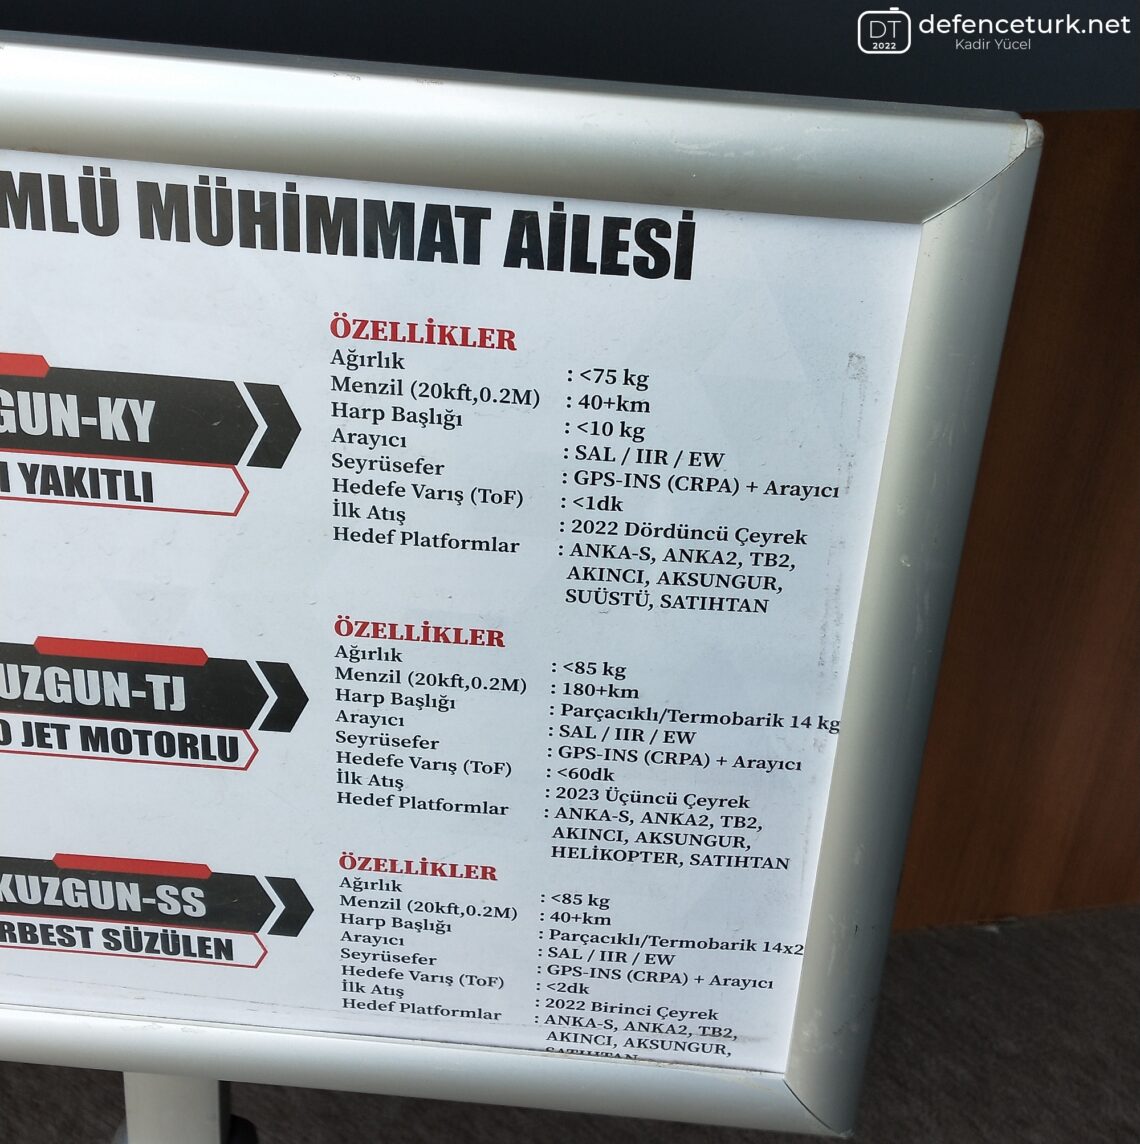 DT
2022
defenceturk.net
Kadir Yücel
MLÜ MÜHİMMAT AİLESİ
GUN-KY
I YAKITLI
ÖZELLİKLER
Ağırlık : <75 kg
Menzil (20kft,0.2M) : 40+km
Harp Başlığı : <10 kg
Arayıcı : SAL / IIR / EW
Seyrüsefer : GPS-INS (CRPA) + Arayıcı
Hedefe Varış (ToF) : <1dk
İlk Atış : 2022 Dördüncü Çeyrek
Hedef Platformlar : ANKA-S, ANKA2, TB2,
AKINCI, AKSUNGUR,
SUÜSTÜ, SATIHTAN
UZGUN-TJ
O JET MOTORLU
ÖZELLİKLER
Ağırlık : <85 kg
Menzil (20kft,0.2M) : 180+km
Harp Başlığı : Parçacıklı/Termobarik 14 kg
Arayıcı : SAL / IIR / EW
Seyrüsefer : GPS-INS (CRPA) + Arayıcı
Hedefe Varış (ToF) : <60dk
İlk Atış : 2023 Üçüncü Çeyrek
Hedef Platformlar : ANKA-S, ANKA2, TB2,
AKINCI, AKSUNGUR,
HELİKOPTER, SATIHTAN
KUZGUN-SS
RBEST SÜZÜLEN
ÖZELLİKLER
Ağırlık : <85 kg
Menzil (20kft,0.2M) : 40+km
Harp Başlığı : Parçacıklı/Termobarik 14x2
Arayıcı : SAL / IIR / EW
Seyrüsefer : GPS-INS (CRPA) + Arayıcı
Hedefe Varış (ToF) : <2dk
İlk Atış : 2022 Birinci Çeyrek
Hedef Platformlar : ANKA-S, ANKA2, TB2,
AKINCI, AKSUNGUR,
SATIHTAN